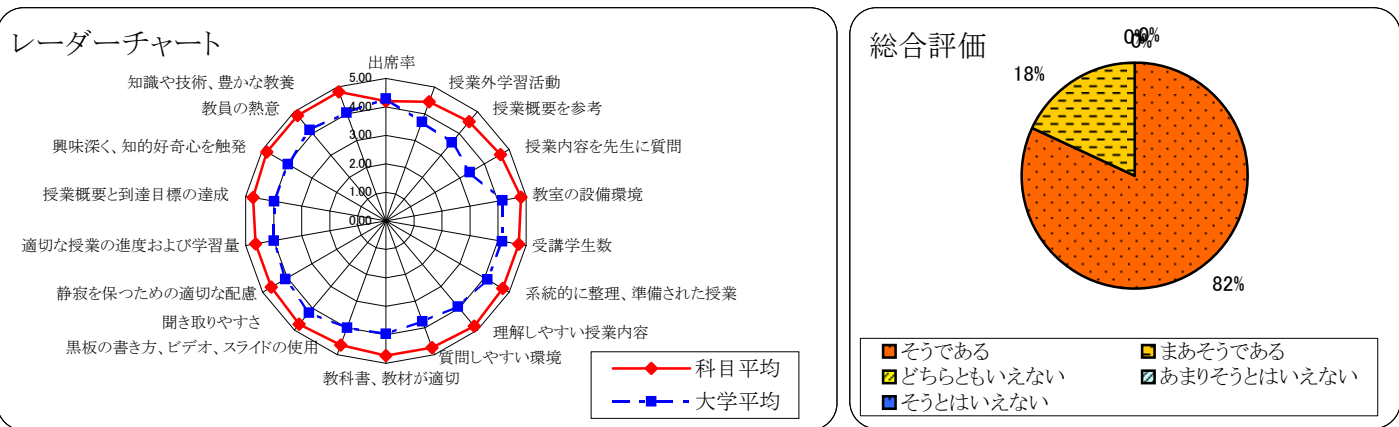 レーダーチャート
出席率
授業外学習活動
授業概要を参考
授業内容を先生に質問
教室の設備環境
受講学生数
系統的に整理、準備された授業
理解しやすい授業内容
質問しやすい環境
教科書、教材が適切
黒板の書き方、ビデオ、スライドの使用
聞き取りやすさ
静寂を保つための適切な配慮
適切な授業の進度および学習量
授業概要と到達目標の達成
興味深く、知的好奇心を触発
教員の熱意
知識や技術、豊かな教養
5.00
4.00
3.00
2.00
1.00
0.00
科目平均
大学平均
総合評価
0%
0%
0%
18%
82%
そうである
まあそうである
どちらともいえない
あまりそうとはいえない
そうとはいえない